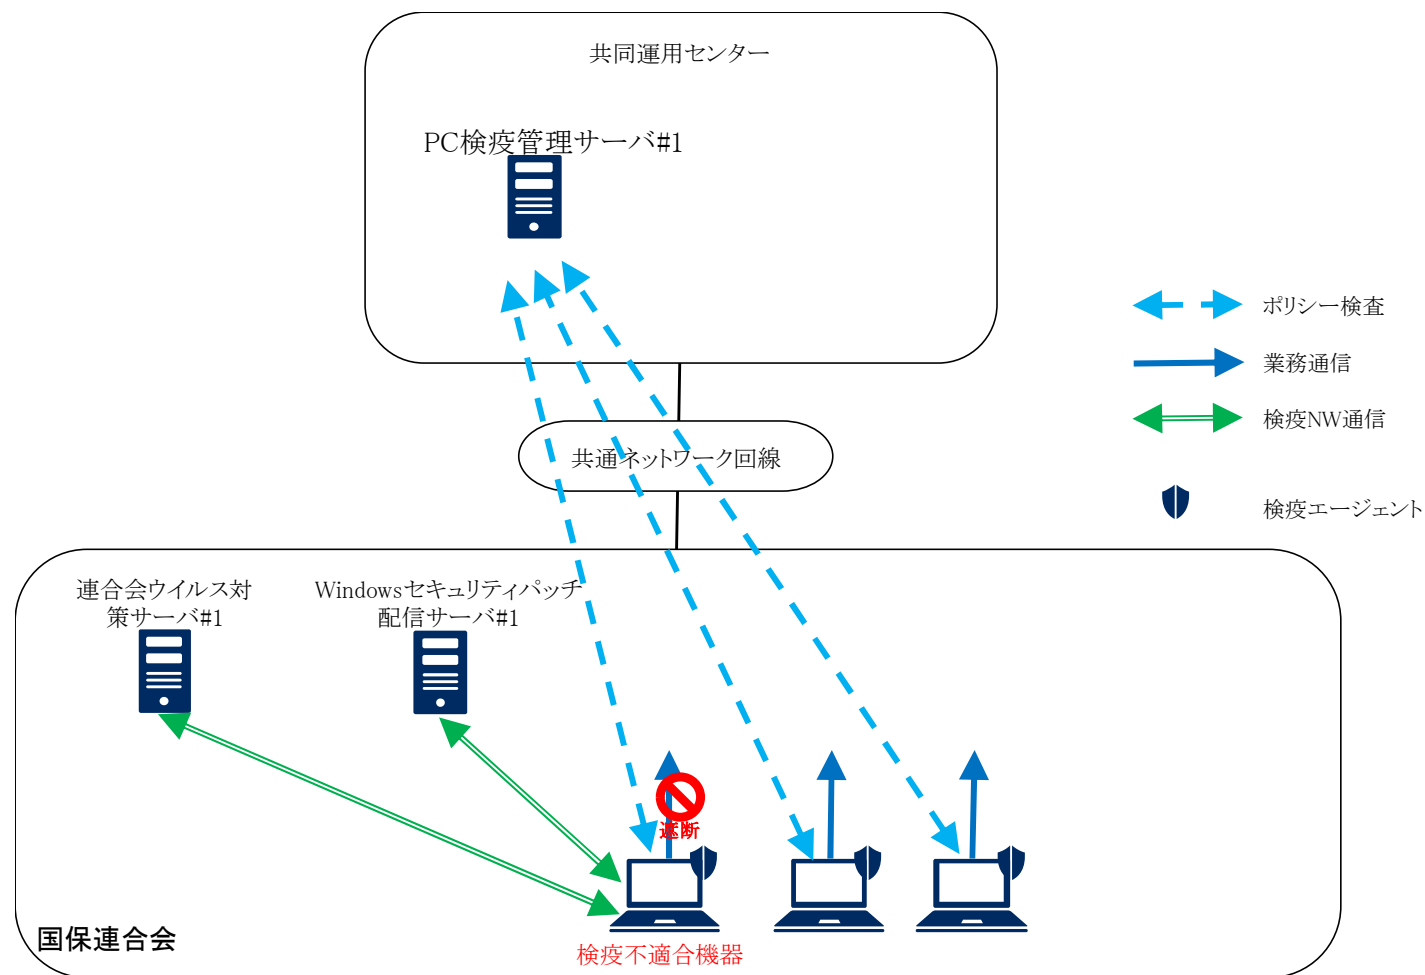 共同運用センター
PC検疫管理サーバ#1
ポリシー検査
業務通信
検疫NW通信
検疫エージェント
共通ネットワーク回線
連合会ウイルス対
策サーバ#1
Windowsセキュリティパッチ
配信サーバ#1
遮断
検疫不適合機器
国保連合会